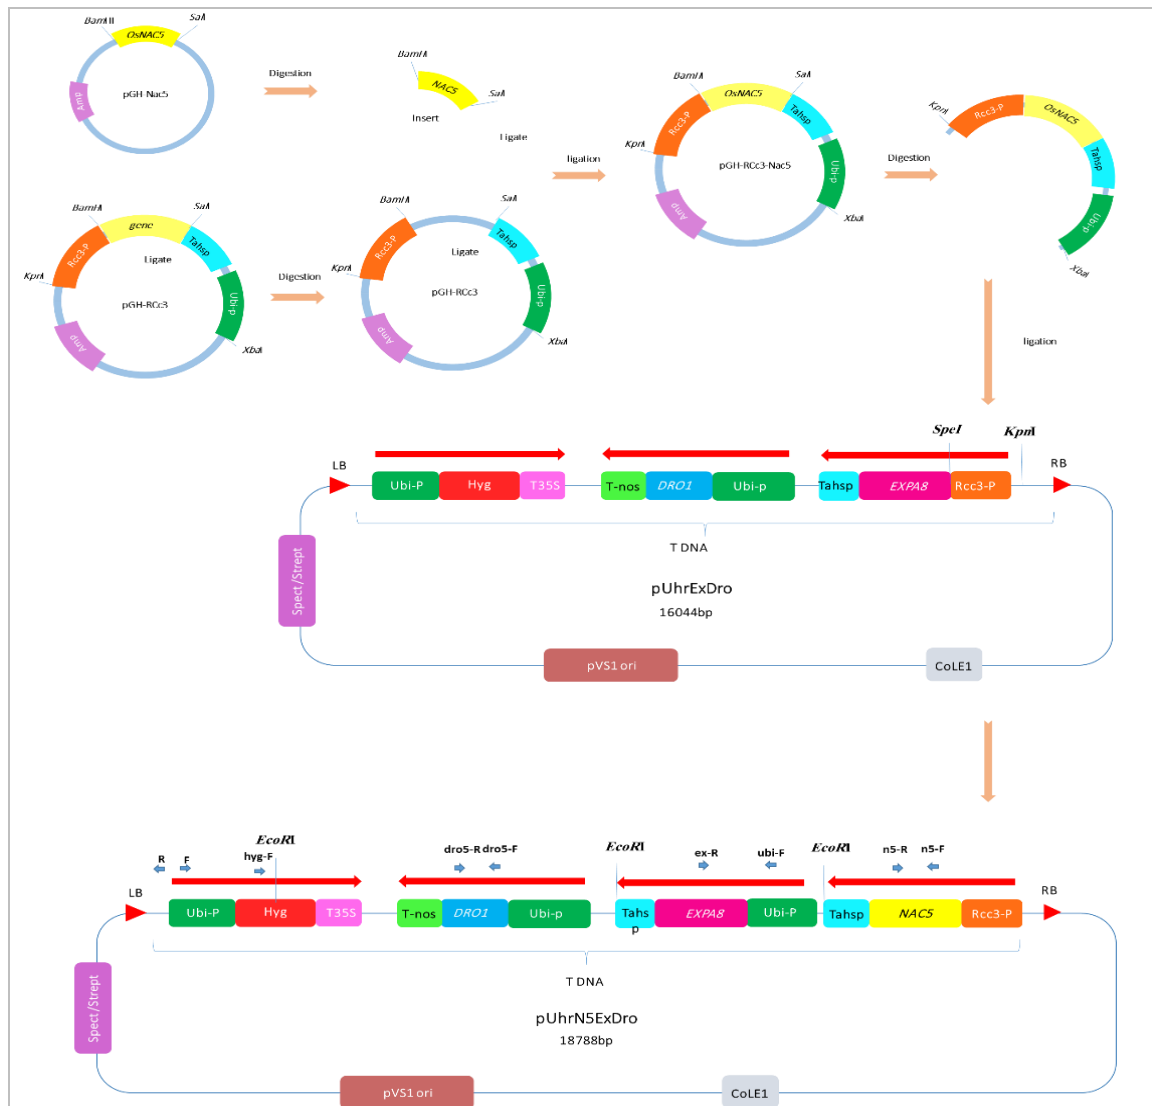 BamHI
SalI
OsNAC5
Amp
pGH-Nac5
Digestion
BamHI
NAC5
SalI
Insert
Ligate
ligation
BamHI
SalI
OsNAC5
Rcc3-P
Tahsp
KpnI
pGH-RCc3-Nac5
Ubi-p
Amp
XbaI
Digestion
KpnI
Rcc3-P
OsNAC5
Tahsp
Ubi-p
XbaI
BamHI
SalI
gene
Rcc3-P
Tahsp
Ligate
KpnI
pGH-RCc3
Ubi-p
Amp
XbaI
Digestion
BamHI
SalI
Rcc3-P
Tahsp
Ligate
KpnI
pGH-RCc3
Ubi-p
Amp
XbaI
ligation
SpeI
KpnI
LB
RB
Ubi-P
Hyg
T35S
T-nos
DRO1
Ubi-p
Tahsp
EXPA8
Rcc3-P
T DNA
Spect/Strept
pUhrExDro
16044bp
pVS1 ori
CoLE1
EcoRI
EcoRI
EcoRI
R
F
hyg-F
dro5-R
dro5-F
ex-R
ubi-F
n5-R
n5-F
LB
RB
Ubi-P
Hyg
T35S
T-nos
DRO1
Ubi-p
Tahs
p
EXPA8
Ubi-P
Tahsp
NAC5
Rcc3-P
T DNA
Spect/Strept
pUhrN5ExDro
18788bp
pVS1 ori
CoLE1